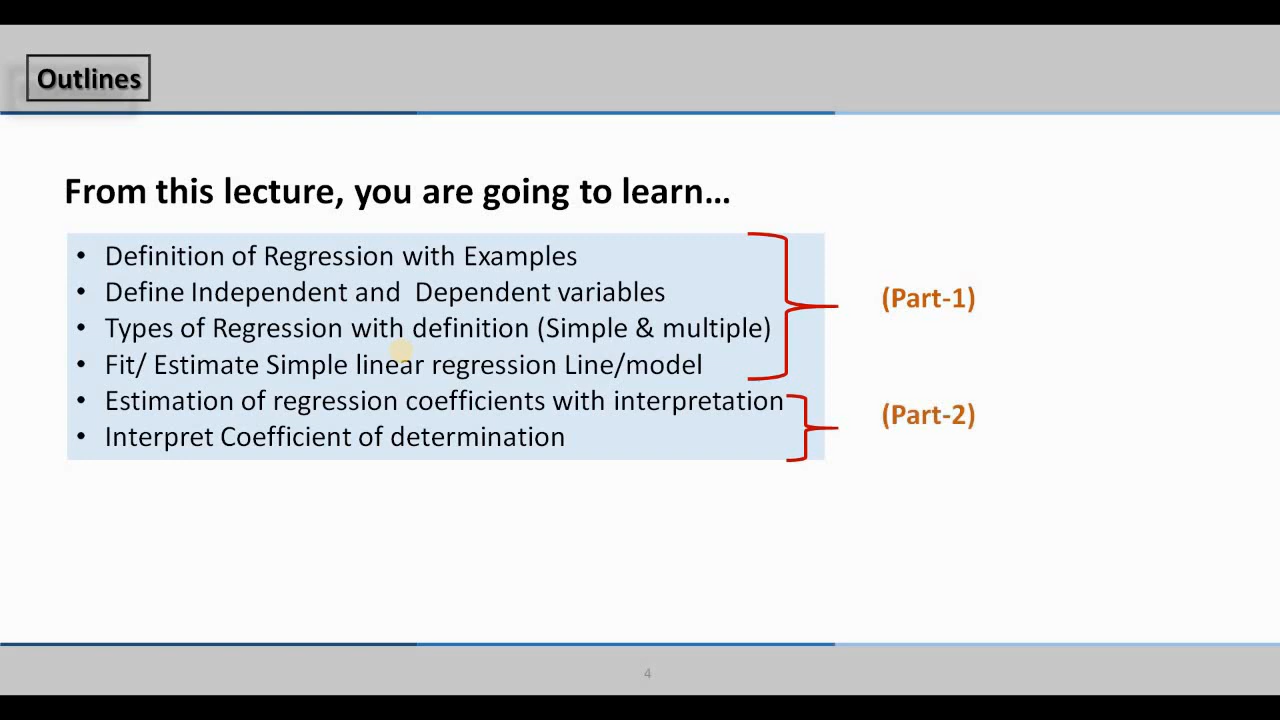 Outlines
From this lecture, you are going to learn...
• Definition of Regression with Examples
• Define Independent and  Dependent variables
• Types of Regression with definition (Simple & multiple)
• Fit/ Estimate Simple linear regression Line/model
(Part-1)
• Estimation of regression coefficients with interpretation
• Interpret Coefficient of determination
(Part-2)
4